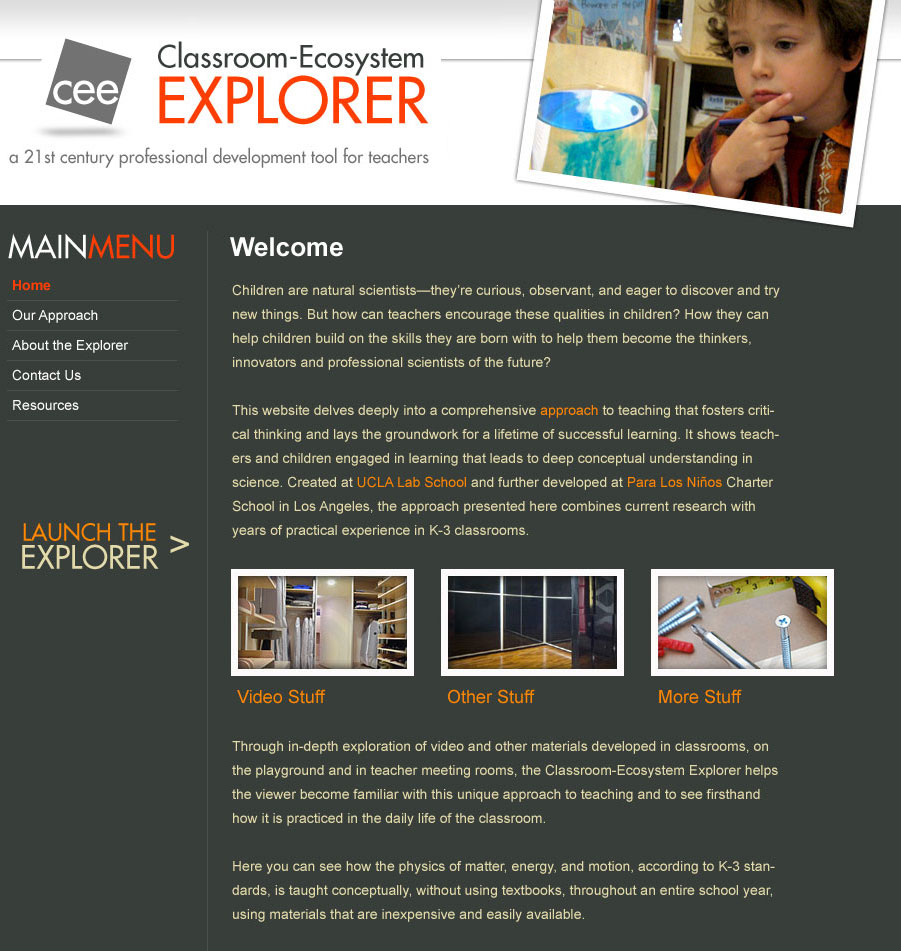 Beware of the Cat
cee
Classroom-Ecosystem
EXPLORER
a 21st century professional development tool for teachers
MAINMENU
Home
Our Approach
About the Explorer
Contact Us
Resources
LAUNCH THE
EXPLORER >
Welcome
Children are natural scientists—they’re curious, observant, and eager to discover and try
new things. But how can teachers encourage these qualities in children? How they can
help children build on the skills they are born with to help them become the thinkers,
innovators and professional scientists of the future?
This website delves deeply into a comprehensive approach to teaching that fosters criti-
cal thinking and lays the groundwork for a lifetime of successful learning. It shows teach-
ers and children engaged in learning that leads to deep conceptual understanding in
science. Created at UCLA Lab School and further developed at Para Los Niños Charter
School in Los Angeles, the approach presented here combines current research with
years of practical experience in K-3 classrooms.
Video Stuff
Other Stuff
More Stuff
Through in-depth exploration of video and other materials developed in classrooms, on
the playground and in teacher meeting rooms, the Classroom-Ecosystem Explorer helps
the viewer become familiar with this unique approach to teaching and to see firsthand
how it is practiced in the daily life of the classroom.
Here you can see how the physics of matter, energy, and motion, according to K-3 stan-
dards, is taught conceptually, without using textbooks, throughout an entire school year,
using materials that are inexpensive and easily available.